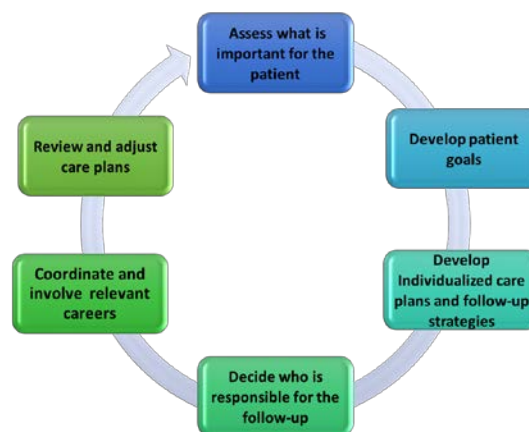 Assess what is
important for the
patient
Develop patient
goals
Develop
Individualized care
plans and follow-up
strategies
Decide who is
responsible for the
follow-up
Coordinate and
involve relevant
careers
Review and adjust
care plans